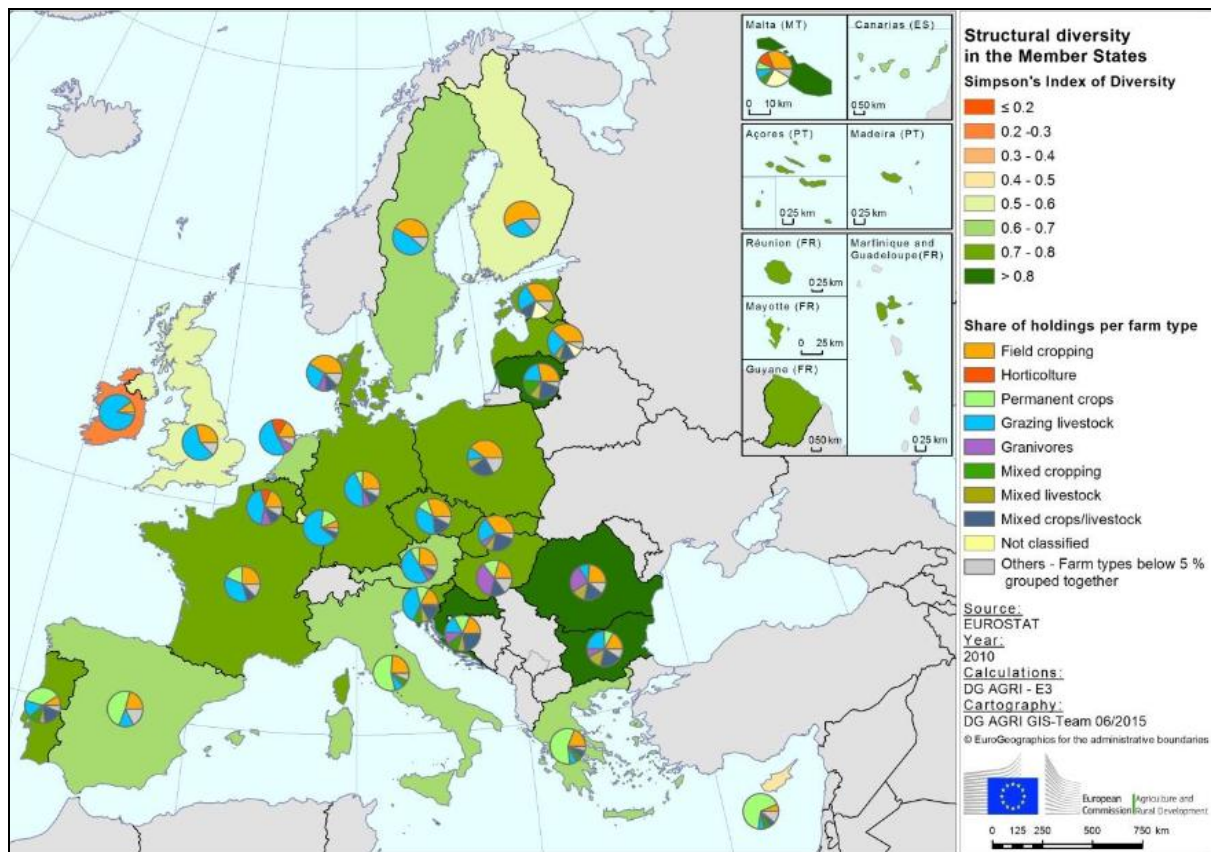 Malta (MT)
0 10 km
Canarias (ES)
0 50 km
Açores (PT)
0 25 km
Madeira (PT)
0 25 km
Réunion (FR)
0 25 km
Martinique and
Guadeloupe(FR)
0 25 km
Mayotte (FR)
0 25 km
Guyane (FR)
0 50 km
Structural diversity
in the Member States
Simpson's Index of Diversity
≤ 0.2
0.2 -0.3
0.3 - 0.4
0.4 - 0.5
0.5 - 0.6
0.6 - 0.7
0.7 - 0.8
> 0.8
Share of holdings per farm type
Field cropping
Horticolture
Permanent crops
Grazing livestock
Granivores
Mixed cropping
Mixed livestock
Mixed crops/livestock
Not classified
Others - Farm types below 5 %
grouped together
Source:
EUROSTAT
Year:
2010
Calculations:
DG AGRI - E3
Cartography:
DG AGRI GIS-Team 06/2015
© EuroGeographics for the administrative boundaries
European
Commission
Agriculture and
Rural Development
0 125 250 500 750 km